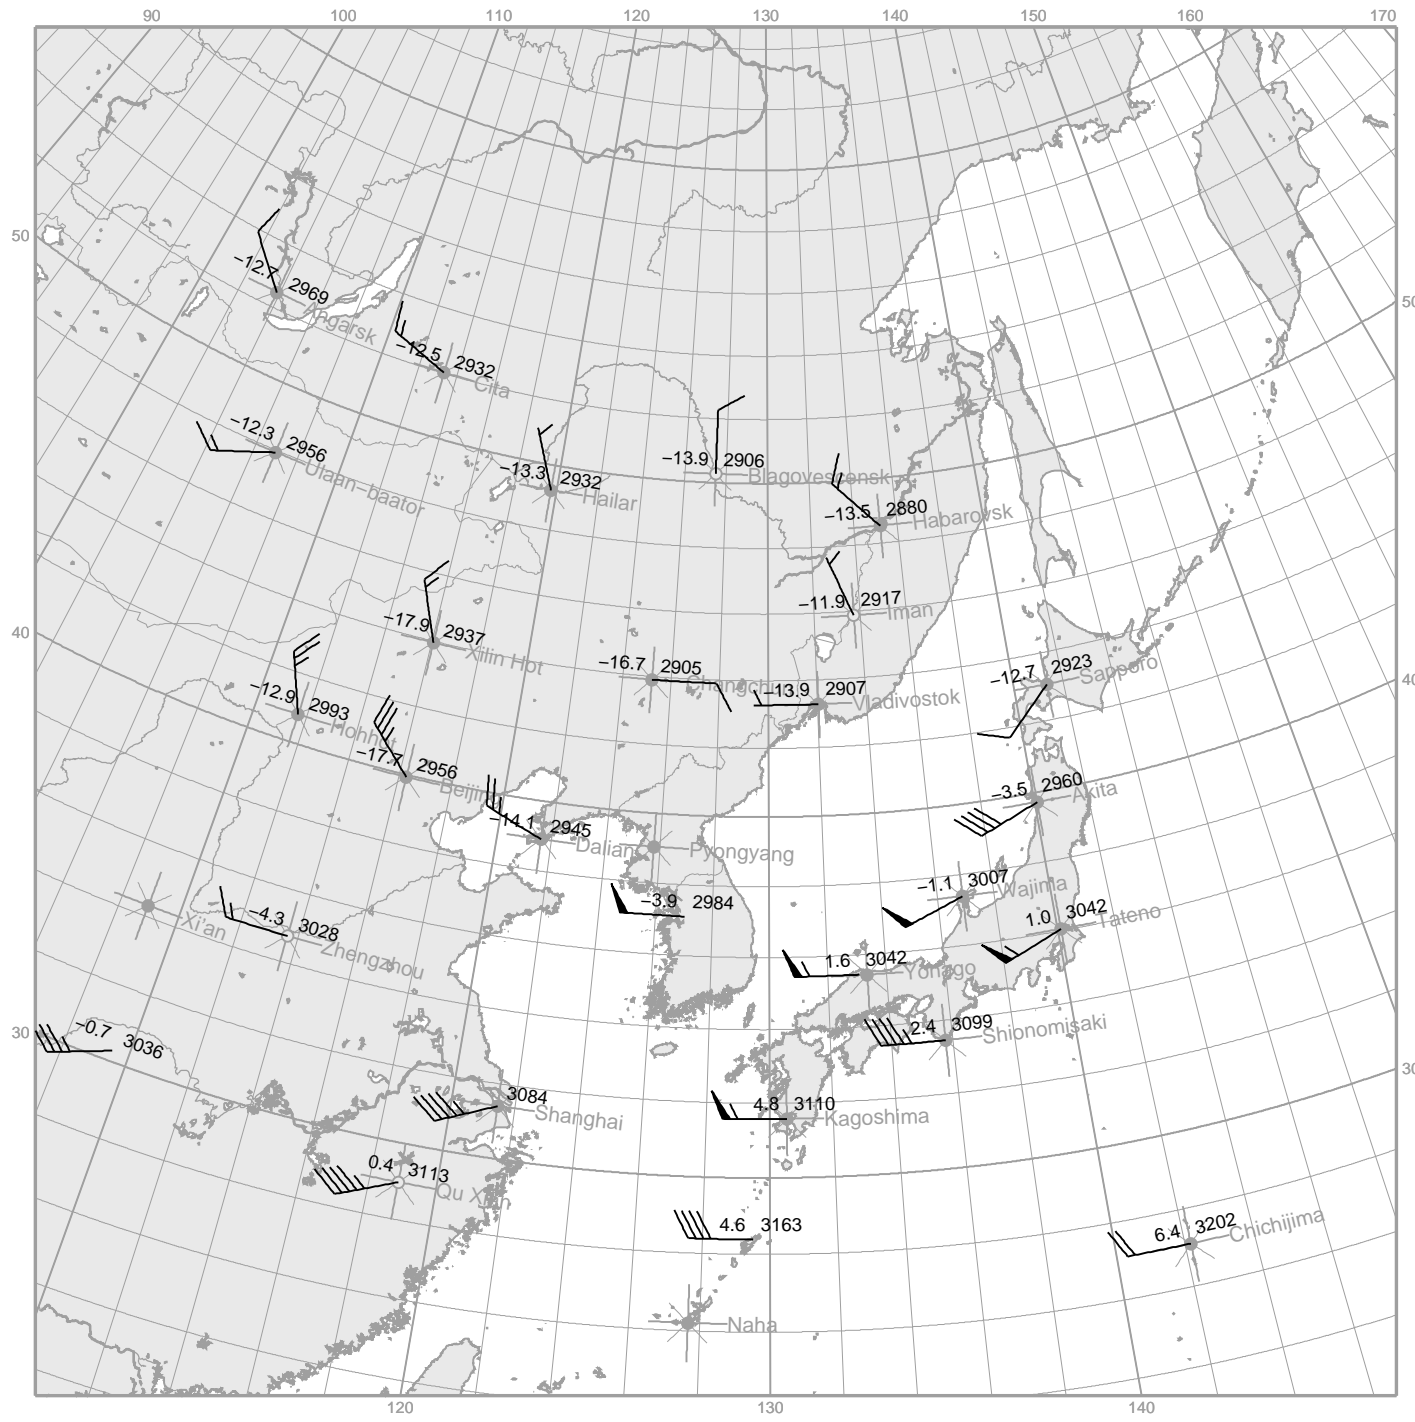 90 100 110 120 130 140 150 160 170
50
50
40
40
30
30
120 130 140
−12.7 2969
Angarsk
−12.5 2932
Cita
−12.3 2956
Ulaan−baator
−13.3 2932
Hailar
−13.9 2906
Blagovescensk
−13.5 2880
Habarovsk
−11.9 2917
Iman
−17.9 2937
Xilin Hot
−16.7 2905
−13.9 2907
Vladivostok
−12.7 2923
Sapporo
−12.9 2993
Hohhot
−17.7 2956
Beijing
−14.1 2945
Dalian
Pyongyang
−3.5 2960
Akita
−3.9 2984
−1.1 3007
Wajima
1.0 3042
Tateno
Xi'an
−4.3 3028
Zhengzhou
1.6 3042
Yonago
2.4 3099
Shionomisaki
−0.7 3036
3084
Shanghai
4.8 3110
Kagoshima
0.4 3113
Qu Xian
4.6 3163
6.4 3202
Chichijima
Naha